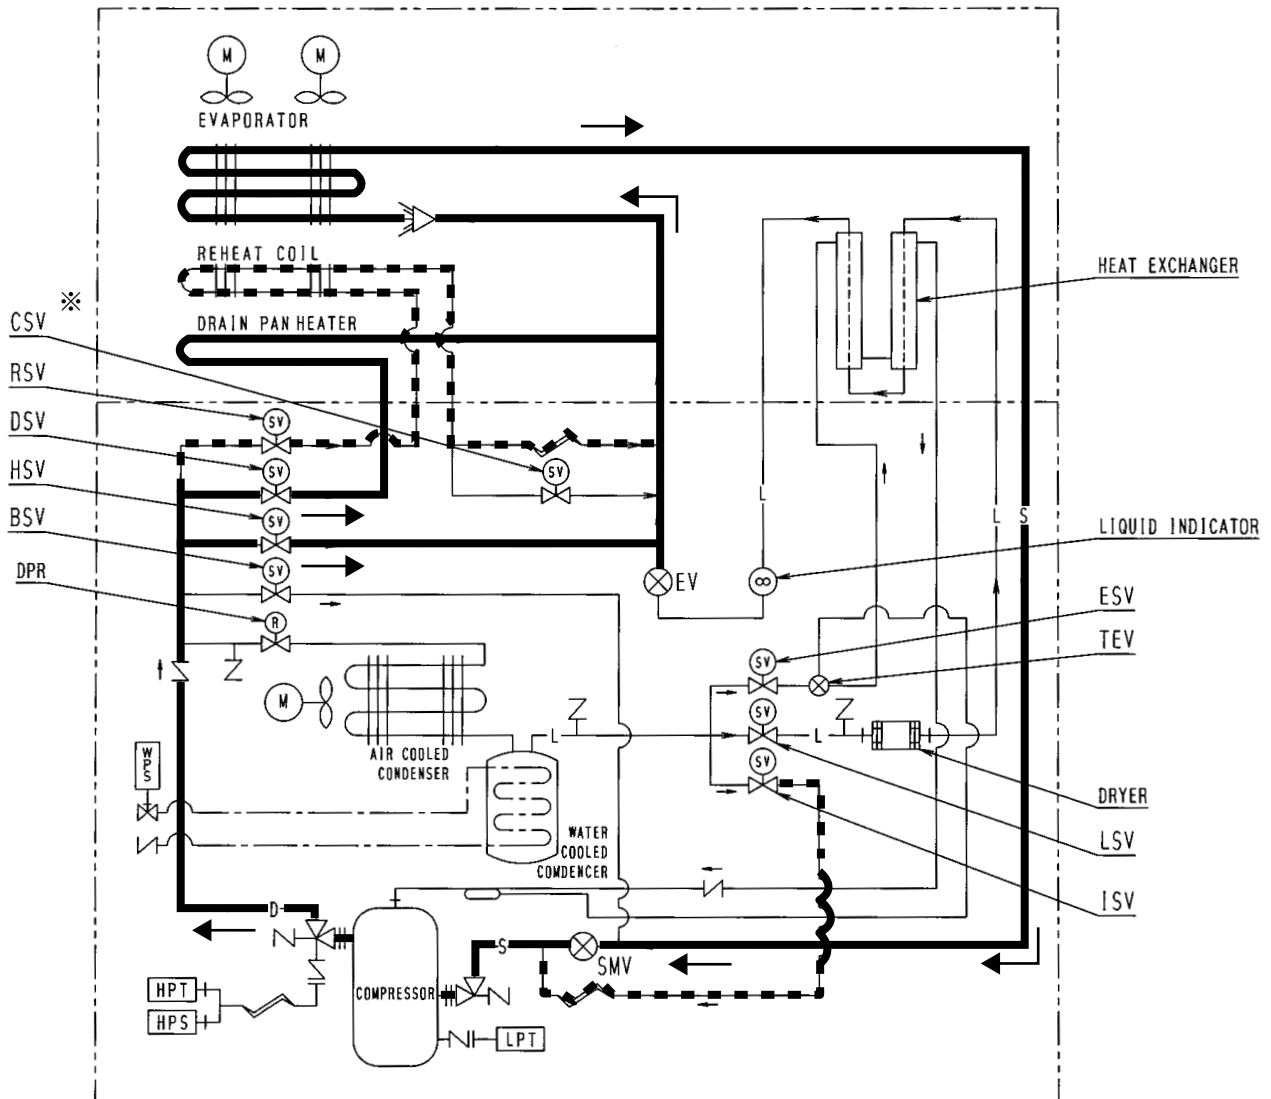 M M
EVAPORATOR
REHEAT COIL
HEAT EXCHANGER
※
CSV
DRAIN PAN HEATER
RSV
SV
DSV
SV
SV
HSV
SV
L
L S
BSV
SV
LIQUID INDICATOR
DPR
EV
∞
ESV
R
TEV
SV
M
SV
L
L
AIR COOLED
CONDENSER
WPS
SV
DRYER
WATER
COOLED
COMDENCER
LSV
ISV
D
S
SMV
HPT
COMPRESSOR
HPS
LPT